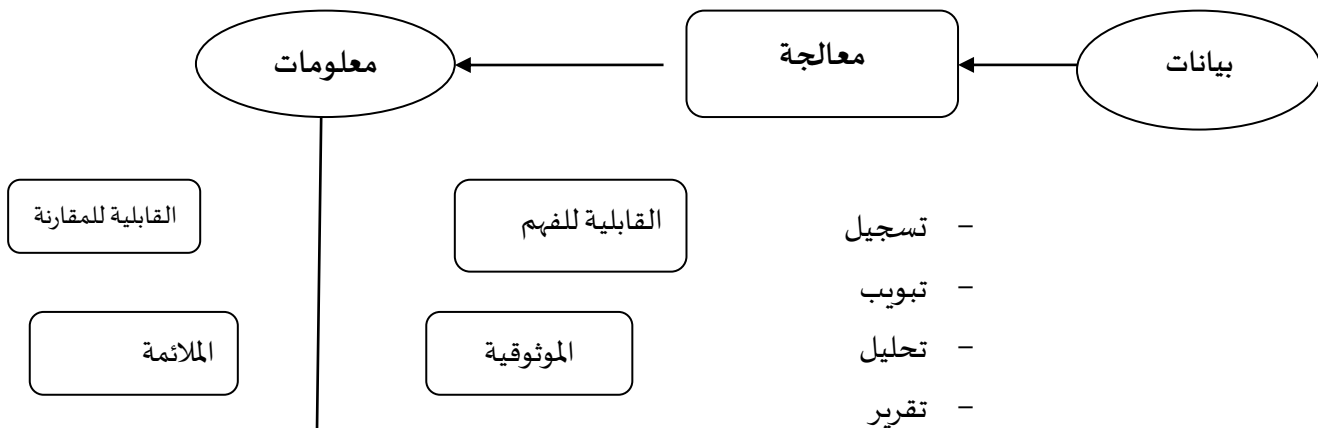 بيانات
معالجة
معلومات
القابلية للفهم
القابلية للمقارنة
الموثوقية
الملائمة
– تسجيل
– تبويب
– تحليل
– تقرير